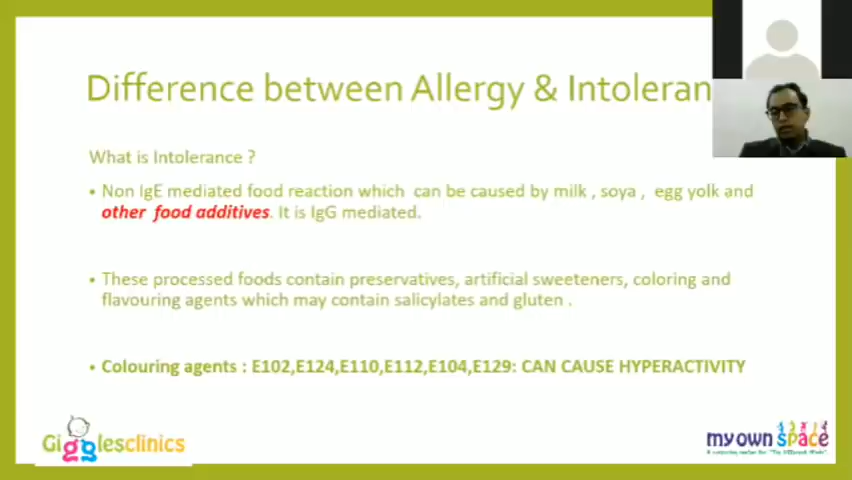 Difference between Allergy & Intoleran
What is Intolerance ?
• Non IgE mediated food reaction which can be caused by milk , soya , egg yolk and
other food additives. It is IgG mediated.
• These processed foods contain preservatives, artificial sweeteners, coloring and
flavouring agents which may contain salicylates and gluten .
• Colouring agents : E102,E124,E110,E112,E104,E129: CAN CAUSE HYPERACTIVITY
Gigglesclinics
my own space